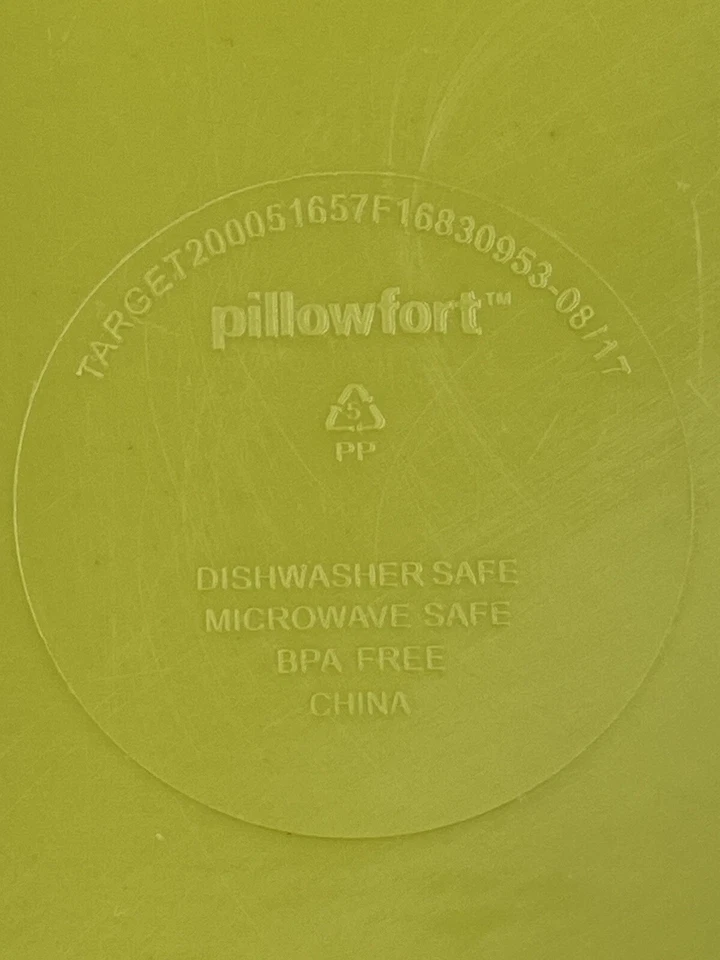 TARGET200051657F16830953-08/17
pillowfort™
5
PP
DISHWASHER SAFE
MICROWAVE SAFE
BPA FREE
CHINA